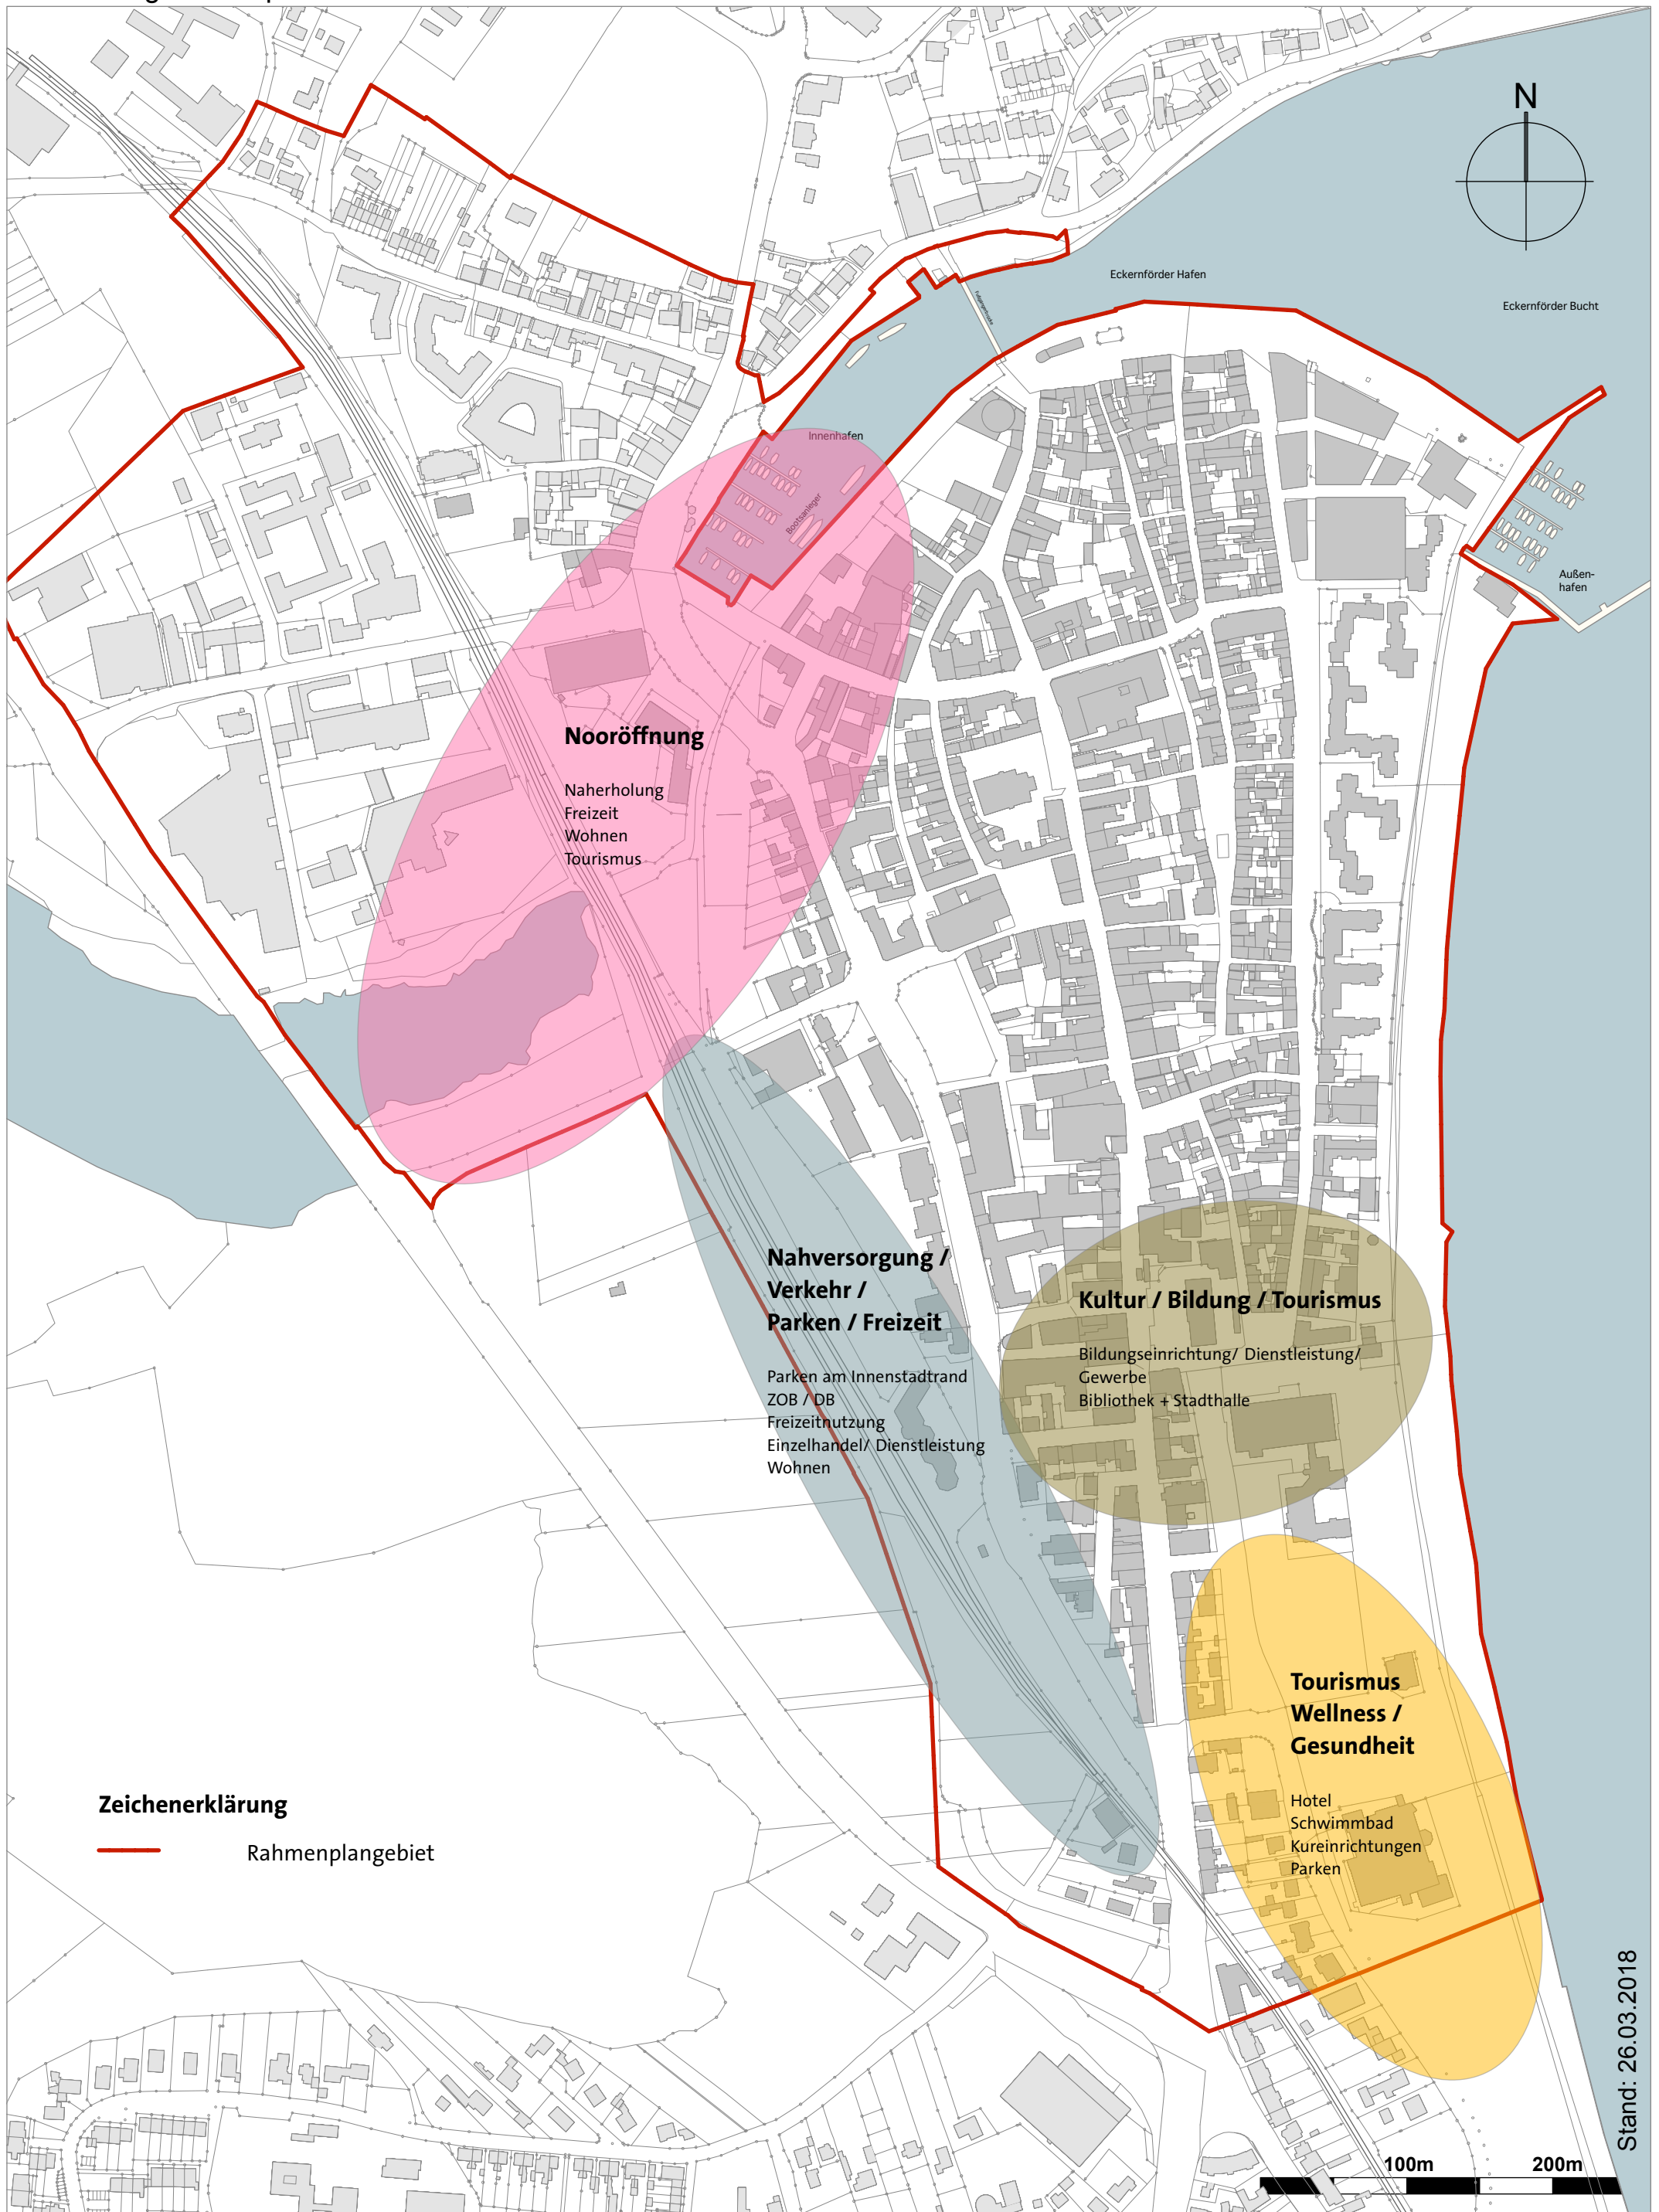 N
Eckernförder Hafen
Eckernförder Bucht
Innenhafen
Bootsanleger
Außen-
hafen
Nooröffnung
Naherholung
Freizeit
Wohnen
Tourismus
Nahversorgung /
Verkehr /
Parken / Freizeit
Parken am Innenstadtrand
ZOB / DB
Freizeitnutzung
Einzelhandel/ Dienstleistung
Wohnen
Kultur / Bildung / Tourismus
Bildungseinrichtung/ Dienstleistung/
Gewerbe
Bibliothek + Stadthalle
Tourismus
Wellness /
Gesundheit
Hotel
Schwimmbad
Kureinrichtungen
Parken
Zeichenerklärung
Rahmenplangebiet
Stand: 26.03.2018
100m
200m